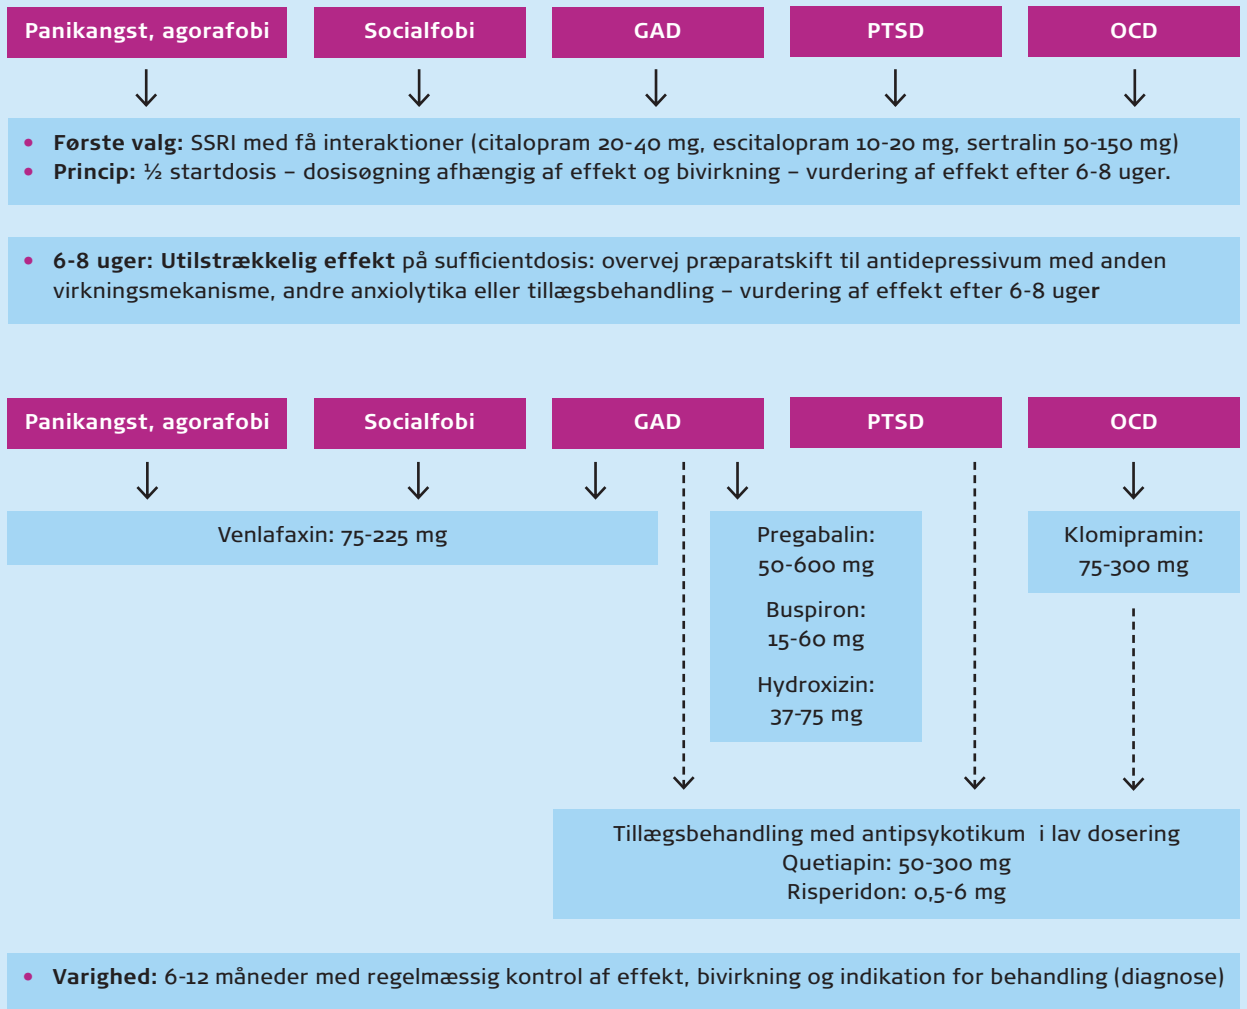 Panikangst, agorafobi
Socialfobi
GAD
PTSD
OCD
• Første valg: SSRI med få interaktioner (citalopram 20-40 mg, escitalopram 10-20 mg, sertralin 50-150 mg)
• Princip: ½ startdosis – dosisøgning afhængig af effekt og bivirkning – vurdering af effekt efter 6-8 uger.
• 6-8 uger: Utilstrækkelig effekt på sufficientdosis: overvej præparatskift til antidepressivum med anden
virkningsmekanisme, andre anxiolytika eller tillægsbehandling – vurdering af effekt efter 6-8 uger
Panikangst, agorafobi
Socialfobi
GAD
PTSD
OCD
Venlafaxin: 75-225 mg
Pregabalin:
50-600 mg
Buspiron:
15-60 mg
Hydroxizin:
37-75 mg
Klomipramin:
75-300 mg
Tillægsbehandling med antipsykotikum i lav dosering
Quetiapin: 50-300 mg
Risperidon: 0,5-6 mg
• Varighed: 6-12 måneder med regelmæssig kontrol af effekt, bivirkning og indikation for behandling (diagnose)